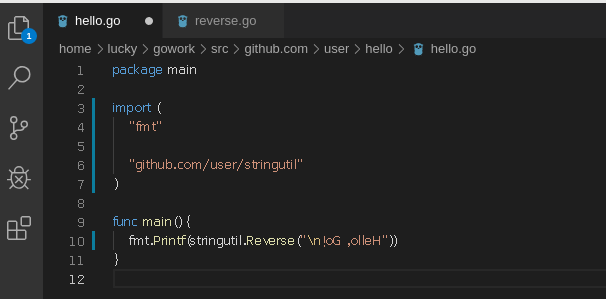 hello.go reverse.go
1
home > lucky > gowork > src > github.com > user > hello > hello.go
1 package main
2
3 import (
4 "fmt"
5
6 "github.com/user/stringutil"
7 )
8
9 func main() {
10 fmt.Printf(stringutil.Reverse("\n!oG ,olleH"))
11 }
12